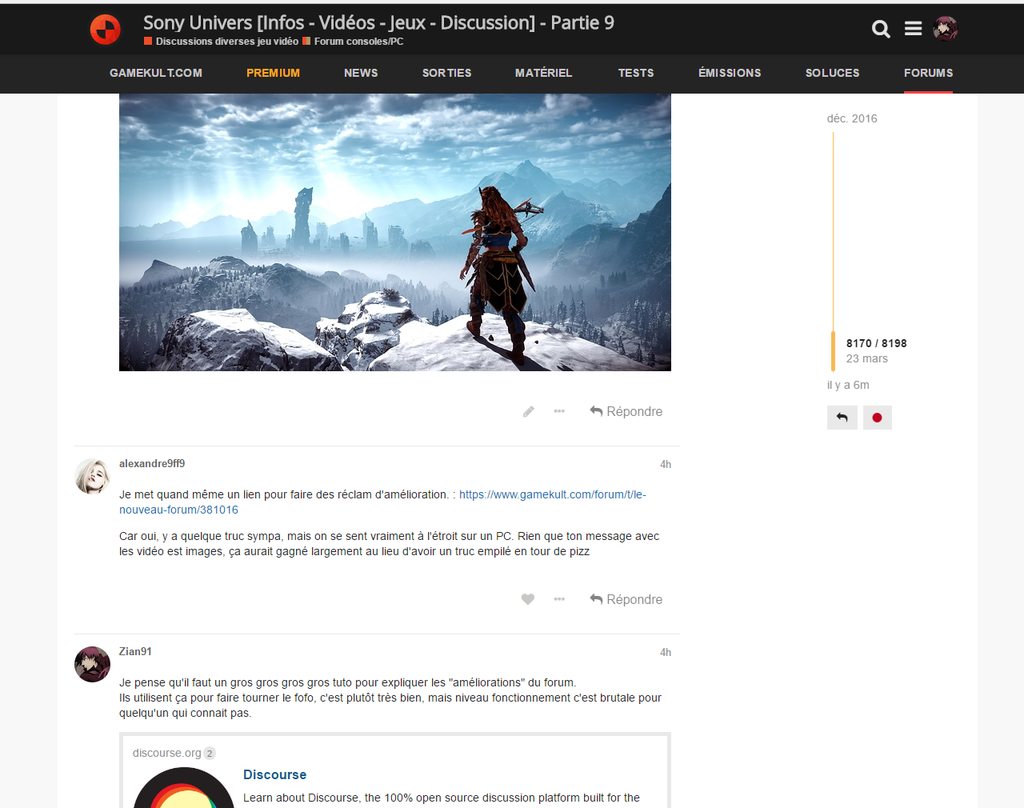 Sony Univers [Infos - Vidéos - Jeux - Discussion] - Partie 9
Discussions diverses jeu vidéo Forum consoles/PC
GAMEKULT.COM PREMIUM NEWS SORTIES MATÉRIEL TESTS ÉMISSIONS SOLUCES FORUMS
déc. 2016
8170 / 8198
23 mars
il y a 6m
Répondre
alexandre9ff9 4h
Je met quand même un lien pour faire des réclam d'amélioration. : https://www.gamekult.com/forum/t/le-
nouveau-forum/381016
Car oui, y a quelque truc sympa, mais on se sent vraiment à l'étroit sur un PC. Rien que ton message avec
les vidéo est images, ça aurait gagné largement au lieu d'avoir un truc empilé en tour de pizz
Répondre
Zian91 4h
Je pense qu'il faut un gros gros gros gros tuto pour expliquer les "améliorations" du forum.
Ils utilisent ça pour faire tourner le fofo, c'est plutôt très bien, mais niveau fonctionnement c'est brutale pour
quelqu'un qui connait pas.
discourse.org 2
Discourse
Learn about Discourse, the 100% open source discussion platform built for the